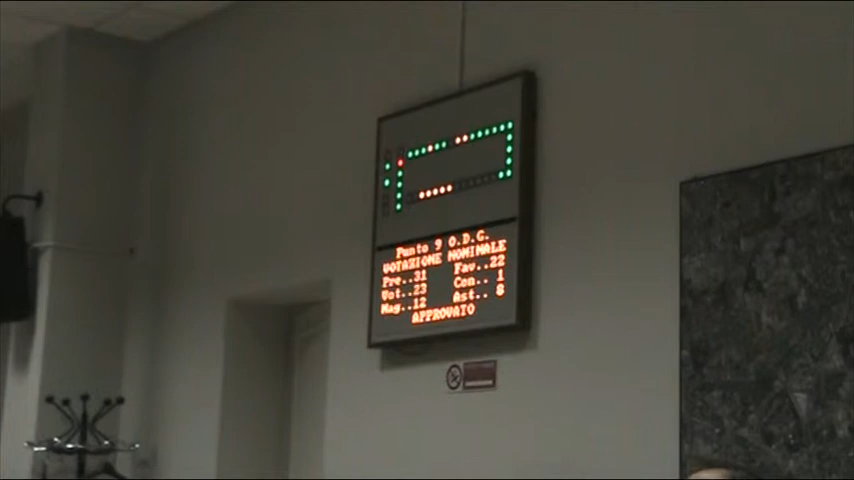 Punto 9 O.D.G.
VOTAZIONE NOMINALE
Pre..31 Fav..22
Vot..23 Con.. 1
Mag..12 Ast.. 8
APPROVATO